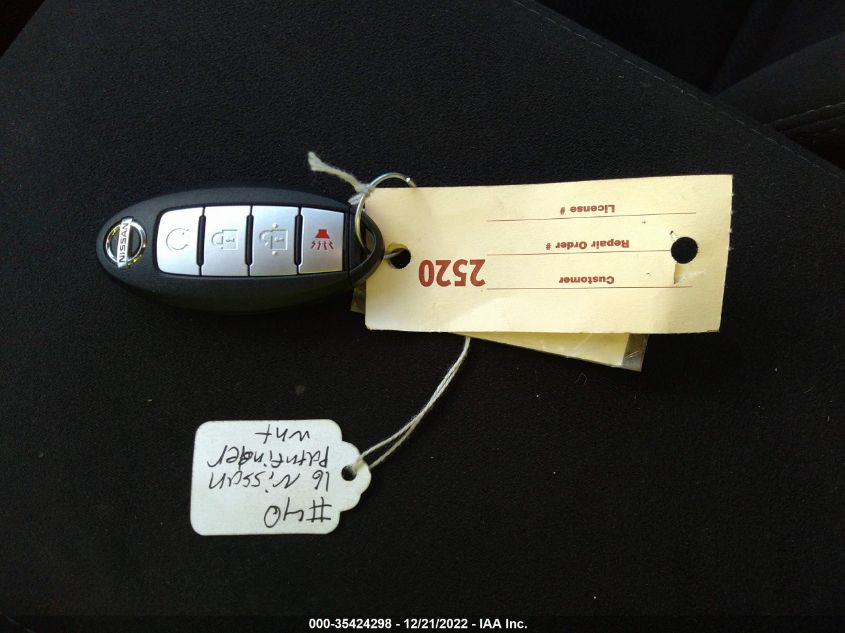 NISSAN
License #
Repair Order #
Customer
2520
#40
16 Nissan
Pathfinder
wht
000-35424298 - 12/21/2022 - IAA Inc.